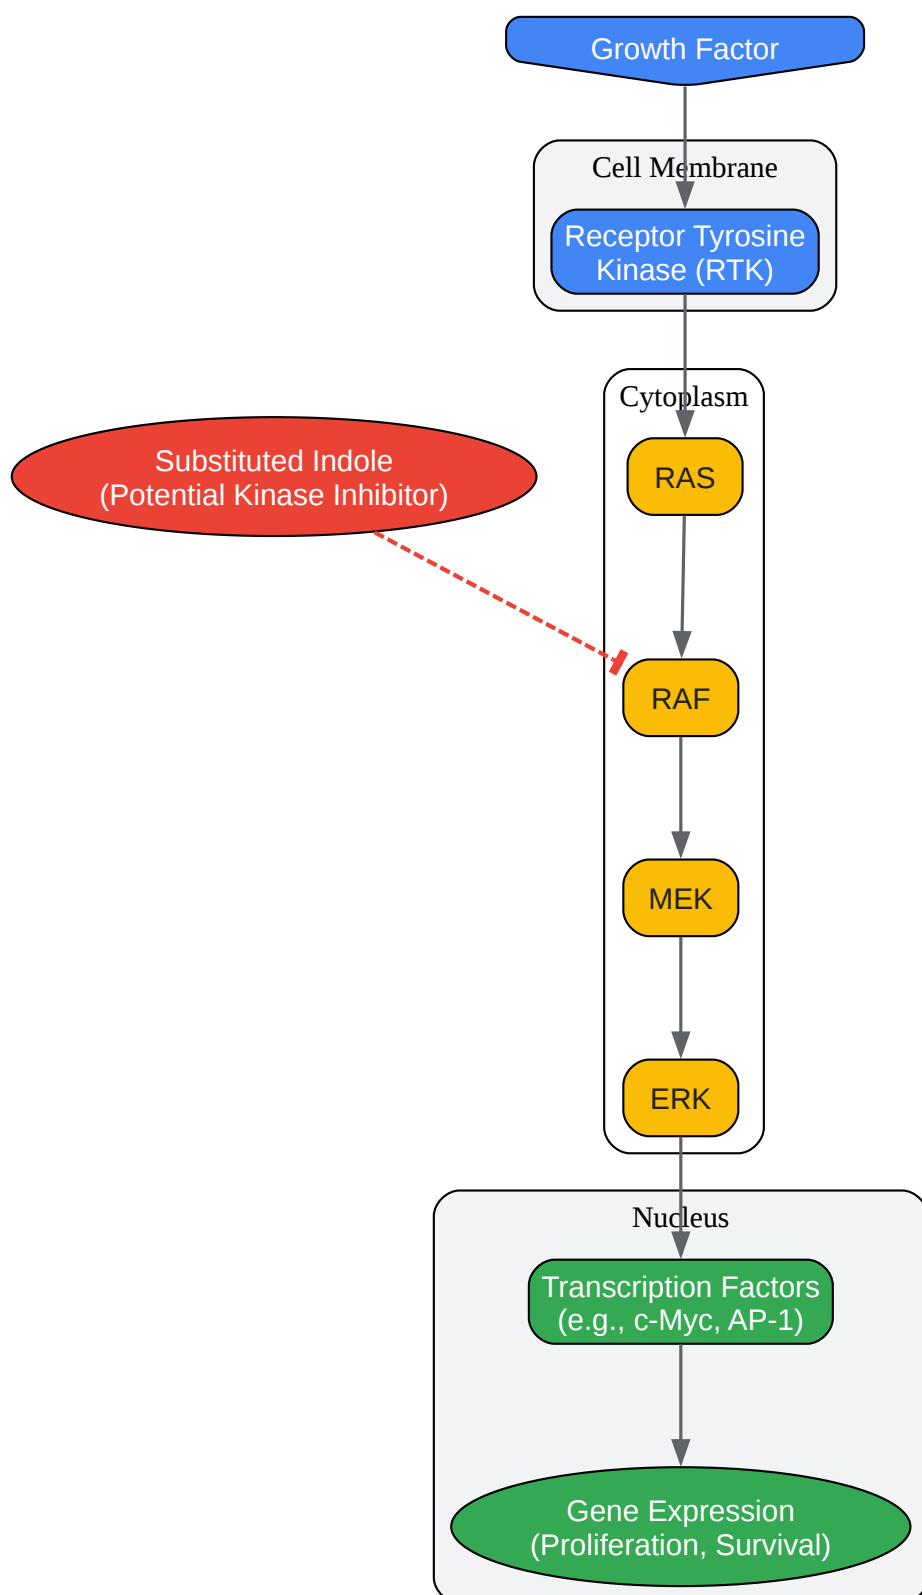 Growth Factor
Cell Membrane
Receptor Tyrosine
Kinase (RTK)
Cytoplasm
Substituted Indole
(Potential Kinase Inhibitor)
RAS
RAF
MEK
ERK
Nucleus
Transcription Factors
(e.g., c-Myc, AP-1)
Gene Expression
(Proliferation, Survival)